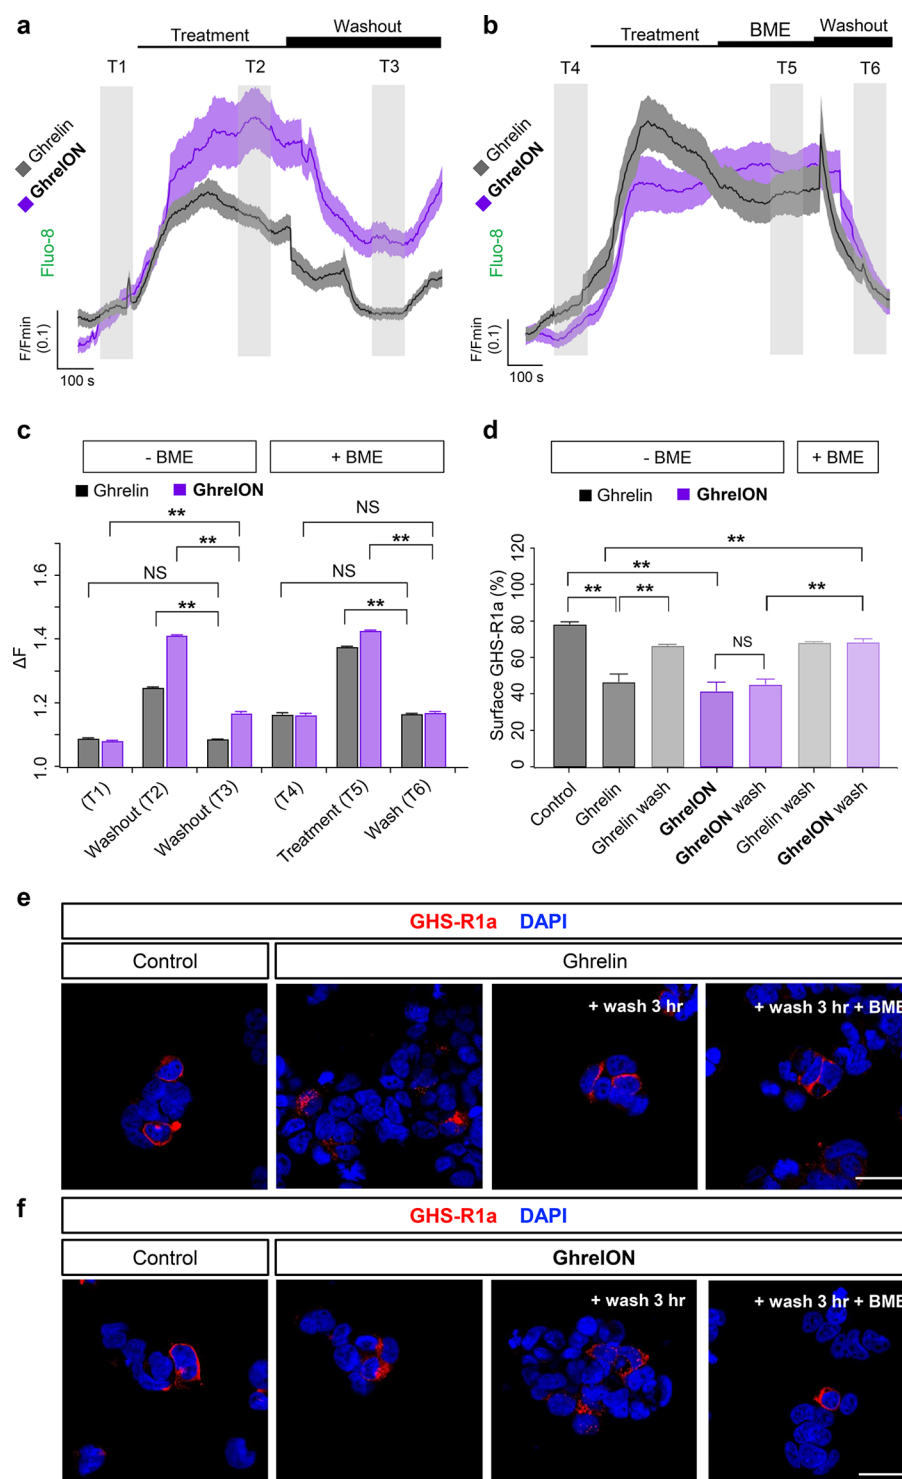 a
Treatment
Washout
T1
T2
T3
Ghrelin
GhrelON
Fluo-8
F/Fmin
(0.1)
100 s
b
Treatment
BME
Washout
T4
T5
T6
Ghrelin
GhrelON
Fluo-8
F/Fmin
(0.1)
100 s
c
- BME
+ BME
Ghrelin
GhrelON
NS
**
**
**
NS
NS
**
**
ΔF
1.6
1.4
1.2
1.0
(T1)
Washout (T2)
Washout (T3)
(T4)
Treatment (T5)
Wash (T6)
d
- BME
+ BME
Ghrelin
GhrelON
**
**
**
**
**
NS
Surface GHS-R1a (%)
120
80
60
40
0
Control
Ghrelin
Ghrelin wash
GhrelON
GhrelON wash
Ghrelin wash
GhrelON wash
e
GHS-R1a DAPI
Control
Ghrelin
+ wash 3 hr
+ wash 3 hr + BME
f
GHS-R1a DAPI
Control
GhrelON
+ wash 3 hr
+ wash 3 hr + BME